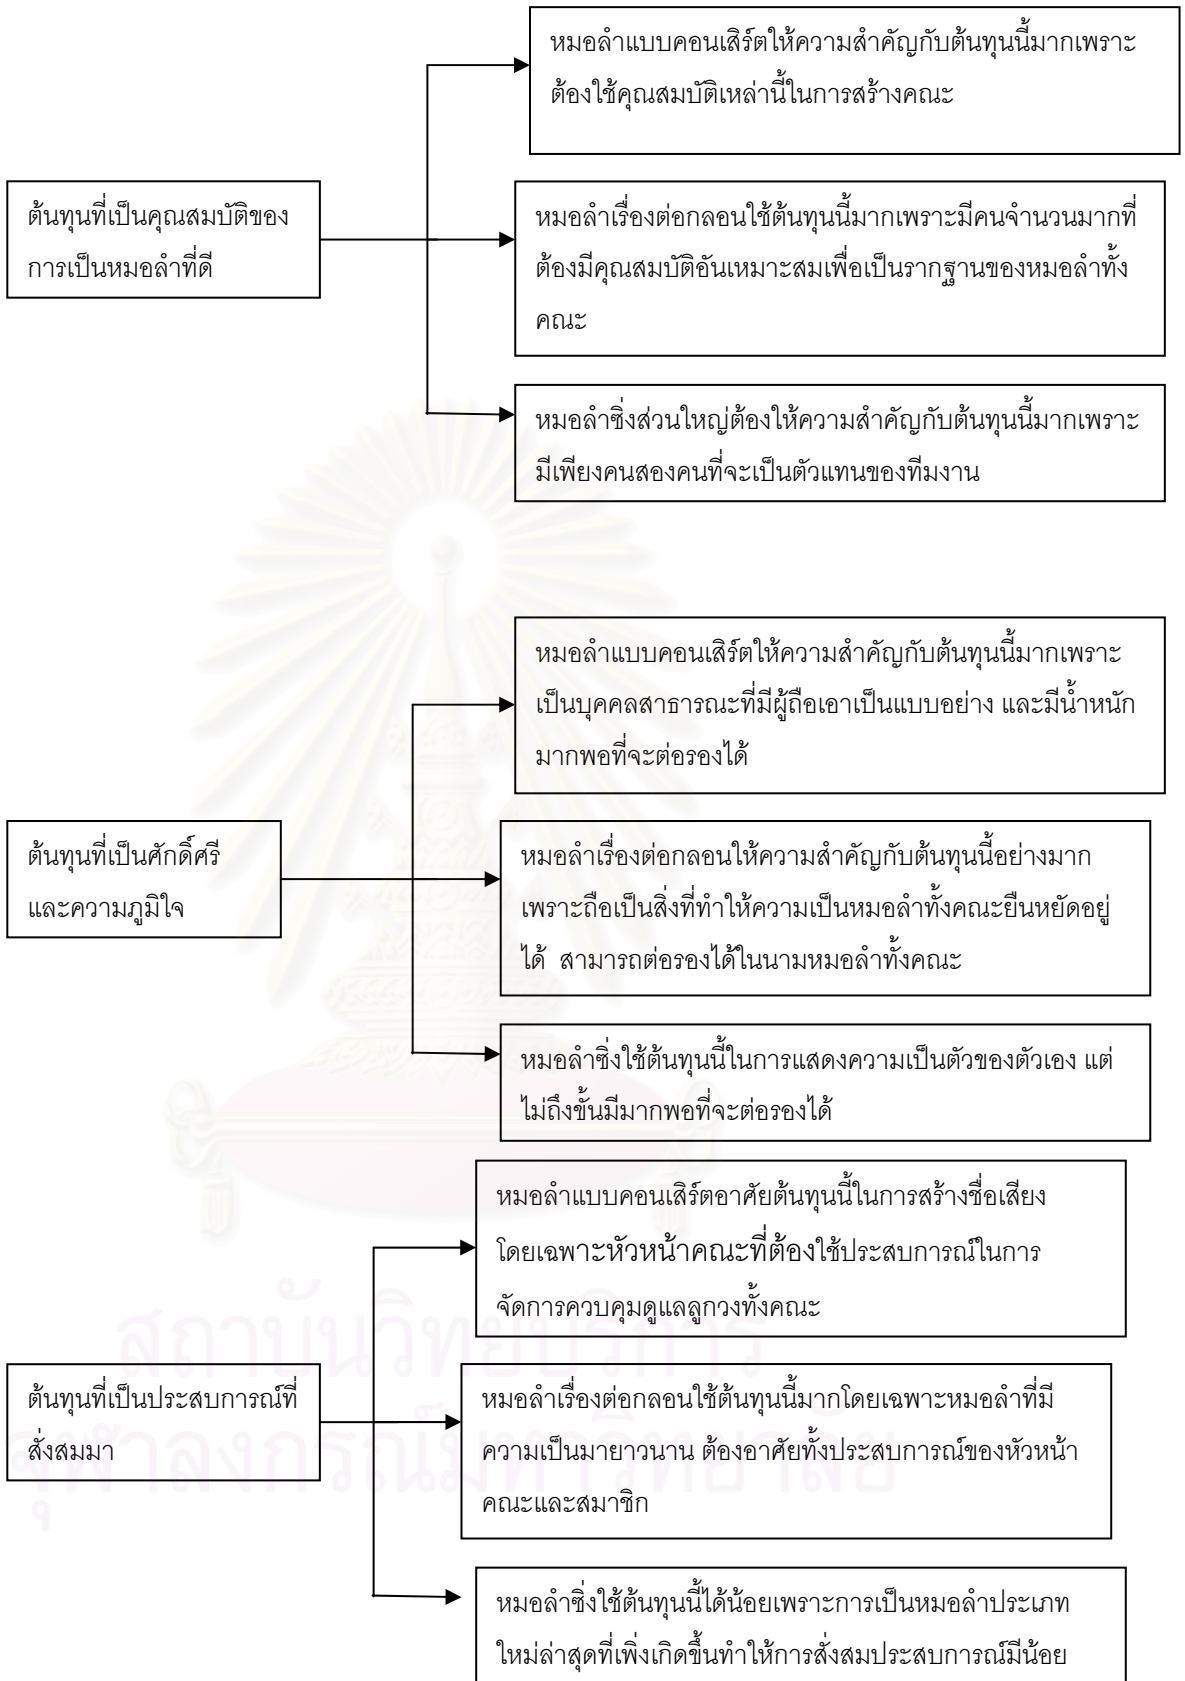 หมอลำแบบคอนเสิร์ตให้ความสำคัญกับต้นทุนนี้มากเพราะ
ต้องใช้คุณสมบัติเหล่านี้ในการสร้างคณะ
ต้นทุนที่เป็นคุณสมบัติของ
การเป็นหมอลำที่ดี
หมอลำเรื่องต่อกลอนใช้ต้นทุนนี้มากเพราะมีคนจำนวนมากที่
ต้องมีคุณสมบัติอันเหมาะสมเพื่อเป็นรากฐานของหมอลำทั้ง
คณะ
หมอลำซิ่งส่วนใหญ่ต้องให้ความสำคัญกับต้นทุนนี้มากเพราะ
มีเพียงคนสองคนที่จะเป็นตัวแทนของทีมงาน
หมอลำแบบคอนเสิร์ตให้ความสำคัญกับต้นทุนนี้มากเพราะ
เป็นบุคคลสาธารณะที่มีผู้ถือเอาเป็นแบบอย่าง และมีน้ำหนัก
มากพอที่จะต่อรองได้
ต้นทุนที่เป็นศักดิ์ศรี
และความภูมิใจ
หมอลำเรื่องต่อกลอนให้ความสำคัญกับต้นทุนนี้อย่างมาก
เพราะถือเป็นสิ่งที่ทำให้ความเป็นหมอลำทั้งคณะยืนหยัดอยู่
ได้ สามารถต่อรองได้ในนามหมอลำทั้งคณะ
หมอลำซิ่งใช้ต้นทุนนี้ในการแสดงความเป็นตัวของตัวเอง แต่
ไม่ถึงขั้นมีมากพอที่จะต่อรองได้
หมอลำแบบคอนเสิร์ตอาศัยต้นทุนนี้ในการสร้างชื่อเสียง
โดยเฉพาะหัวหน้าคณะที่ต้องใช้ประสบการณ์ในการ
จัดการควบคุมดูแลลูกวงทั้งคณะ
ต้นทุนที่เป็นประสบการณ์ที่
สั่งสมมา
หมอลำเรื่องต่อกลอนใช้ต้นทุนนี้มากโดยเฉพาะหมอลำที่มี
ความเป็นมายาวนาน ต้องอาศัยทั้งประสบการณ์ของหัวหน้า
คณะและสมาชิก
หมอลำซิ่งใช้ต้นทุนนี้ได้น้อยเพราะการเป็นหมอลำประเภท
ใหม่ล่าสุดที่เพิ่งเกิดขึ้นทำให้การสั่งสมประสบการณ์มีน้อย
สถาบันวิทยบริการ
จุฬาลงกรณ์มหาวิทยาลัย